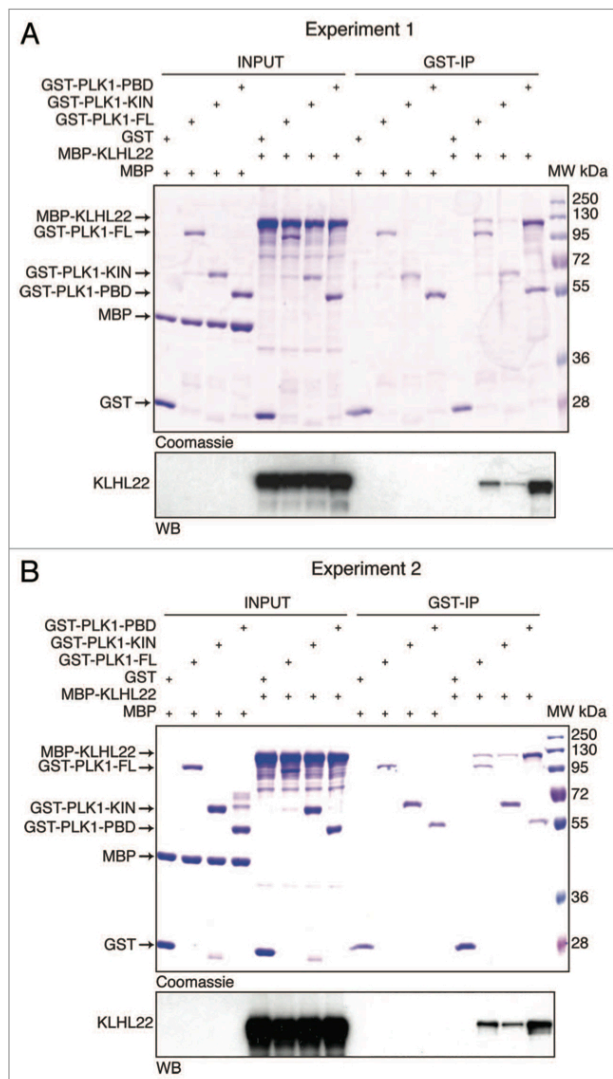 A
Experiment 1
INPUT GST-IP
GST-PLK1-PBD + +
GST-PLK1-KIN + +
GST-PLK1-FL + +
GST + + + +
MBP-KLHL22 + + + + + + + +
MBP + + + + + + + + MW kDa
250
MBP-KLHL22 130
GST-PLK1-FL 95
72
GST-PLK1-KIN
GST-PLK1-PBD 55
MBP
36
GST 28
Coomassie
KLHL22
WB
B
Experiment 2
INPUT GST-IP
GST-PLK1-PBD + + + +
GST-PLK1-KIN + + + +
GST-PLK1-FL + + + +
GST + + + +
MBP-KLHL22 + + + + + + + +
MBP + + + + + + + + MW kDa
250
MBP-KLHL22 130
GST-PLK1-FL 95
72
GST-PLK1-KIN
GST-PLK1-PBD 55
MBP
36
GST 28
Coomassie
KLHL22
WB